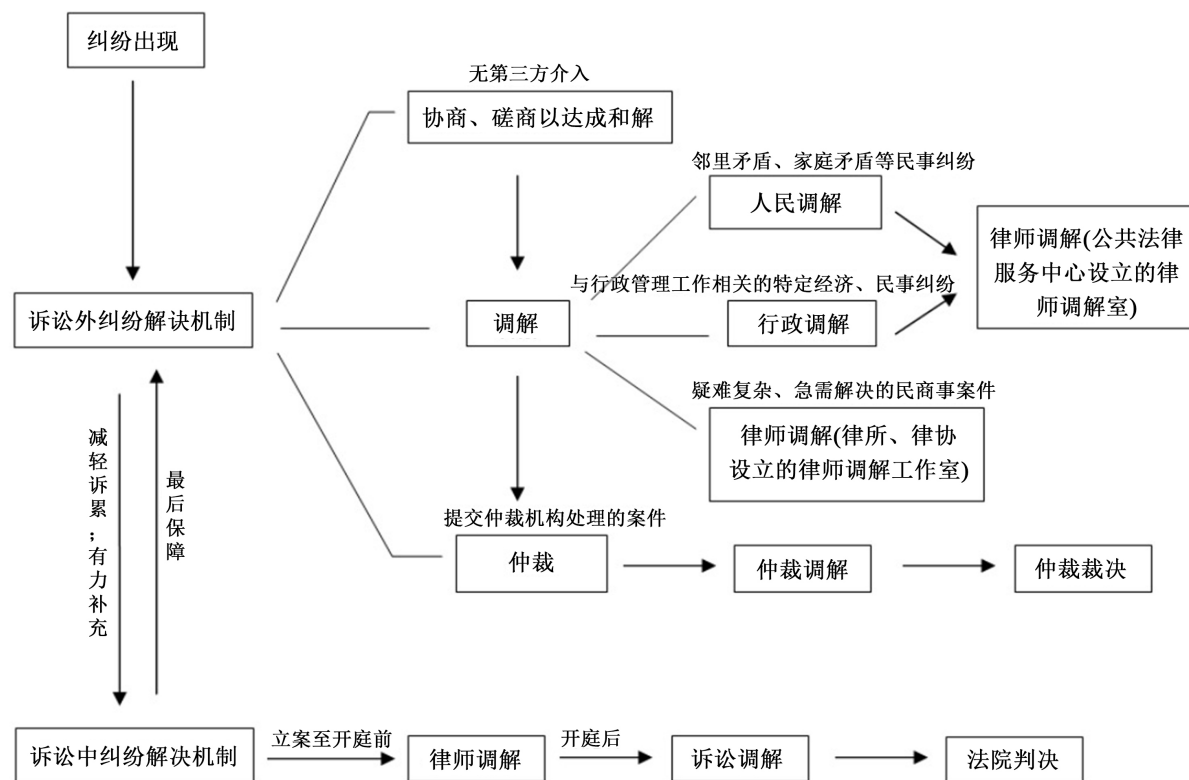 纠纷出现
无第三方介入
协商、磋商以达成和解
邻里矛盾、家庭矛盾等民事纠纷
人民调解
律师调解(公共法律
服务中心设立的律
师调解室)
与行政管理工作相关的特定经济、民事纠纷
诉讼外纠纷解决机制
调解
行政调解
疑难复杂、急需解决的民商事案件
律师调解(律所、律协
设立的律师调解工作室)
减轻诉累；有力补充
最后保障
提交仲裁机构处理的案件
仲裁
仲裁调解
仲裁裁决
诉讼中纠纷解决机制
立案至开庭前
律师调解
开庭后
诉讼调解
法院判决